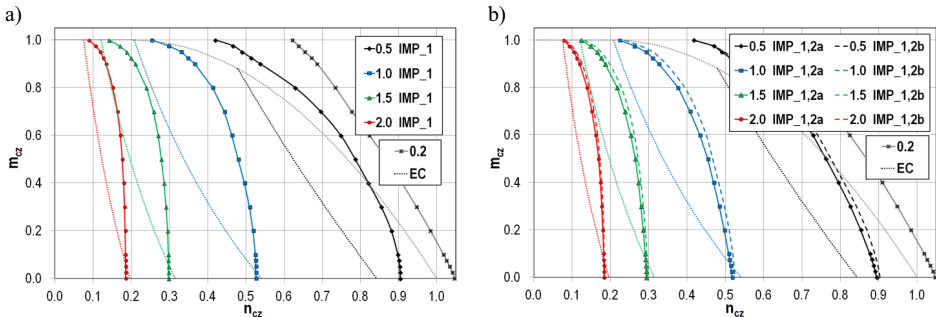 a)
1.0
0.8
0.6
0.4
0.2
0.0
m_cz
0.5 IMP_1
1.0 IMP_1
1.5 IMP_1
2.0 IMP_1
0.2
EC
0.0 0.1 0.2 0.3 0.4 0.5 0.6 0.7 0.8 0.9 1.0
n_cz
b)
1.0
0.8
0.6
0.4
0.2
0.0
m_cz
0.5 IMP_1,2a 0.5 IMP_1,2b
1.0 IMP_1,2a 1.0 IMP_1,2b
1.5 IMP_1,2a 1.5 IMP_1,2b
2.0 IMP_1,2a 2.0 IMP_1,2b
0.2
EC
0.0 0.1 0.2 0.3 0.4 0.5 0.6 0.7 0.8 0.9 1.0
n_cz